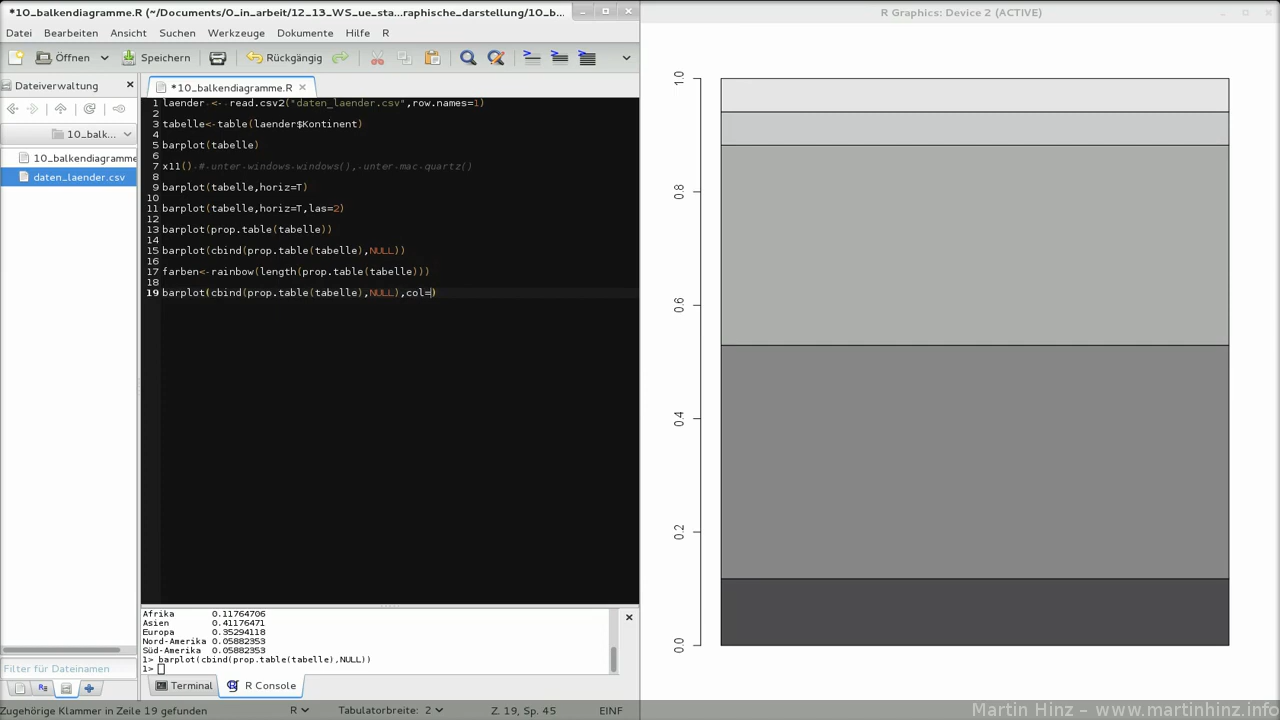 *10_balkendiagramme.R (~/Documents/0_in_arbeit/12_13_WS_ue_sta...raphische_darstellung/10_b...
R Graphics: Device 2 (ACTIVE)
Datei Bearbeiten Ansicht Suchen Werkzeuge Dokumente Hilfe R
Öffnen Speichern Rückgängig
Dateiverwaltung
*10_balkendiagramme.R
10_balk...
10_balkendiagramme
daten_laender.csv
1 laender <- read.csv2("daten_laender.csv",row.names=1)
2
3 tabelle<-table(laender$Kontinent)
4
5 barplot(tabelle)
6
7 x11() # unter windows windows(), unter mac quartz()
8
9 barplot(tabelle,horiz=T)
10
11 barplot(tabelle,horiz=T,las=2)
12
13 barplot(prop.table(tabelle))
14
15 barplot(cbind(prop.table(tabelle),NULL))
16
17 farben<-rainbow(length(prop.table(tabelle)))
18
19 barplot(cbind(prop.table(tabelle),NULL),col=)
1.0
0.8
0.6
0.4
0.2
0.0
Afrika 0.11764706
Asien 0.41176471
Europa 0.35294118
Nord-Amerika 0.05882353
Süd-Amerika 0.05882353
1> barplot(cbind(prop.table(tabelle),NULL))
1>
Filter für Dateinamen
Terminal R Console
Zugehörige Klammer in Zeile 19 gefunden R Tabulatorbreite: 2 Z. 19, Sp. 45 EINF
Martin Hinz - www.martinhinz.info